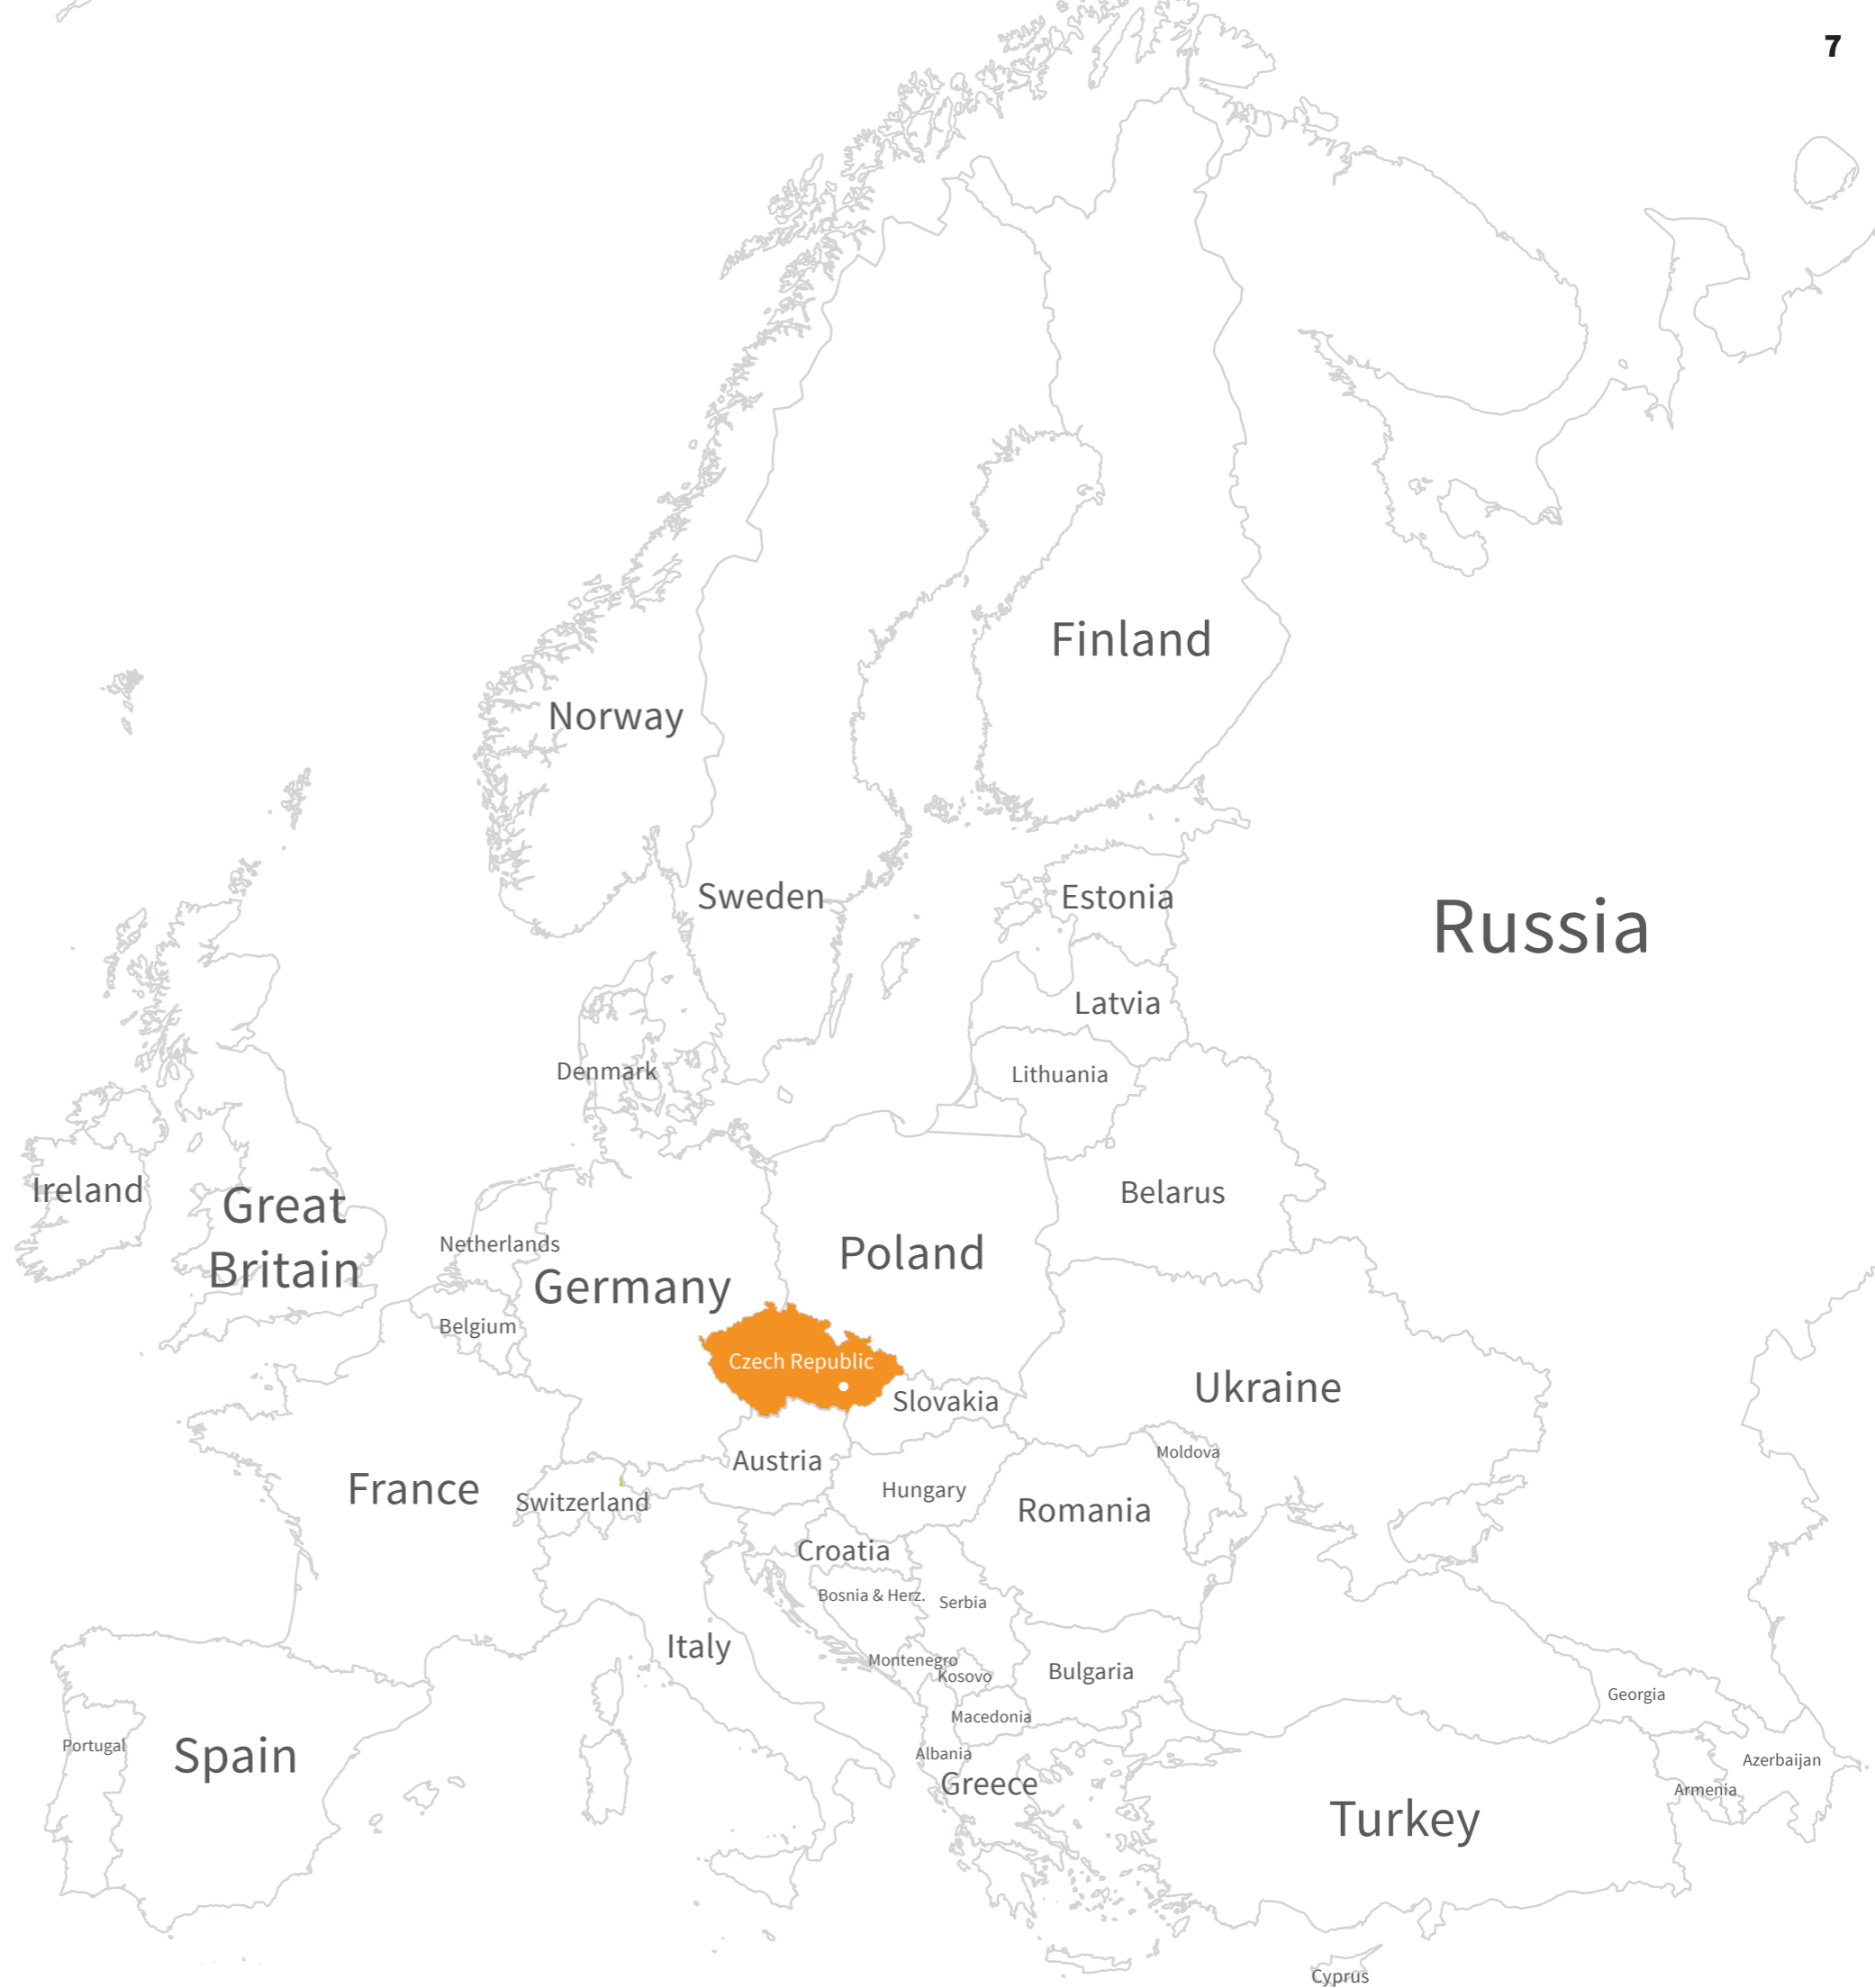 7
Finland
Norway
Sweden
Estonia
Russia
Latvia
Denmark
Lithuania
Ireland
Great
Britain
Belarus
Netherlands
Germany
Poland
Belgium
Czech Republic
Slovakia
Ukraine
Austria
Moldova
France
Switzerland
Hungary
Romania
Croatia
Bosnia & Herz.
Serbia
Italy
Montenegro
Kosovo
Bulgaria
Georgia
Macedonia
Portugal
Spain
Albania
Azerbaijan
Greece
Armenia
Turkey
Cyprus